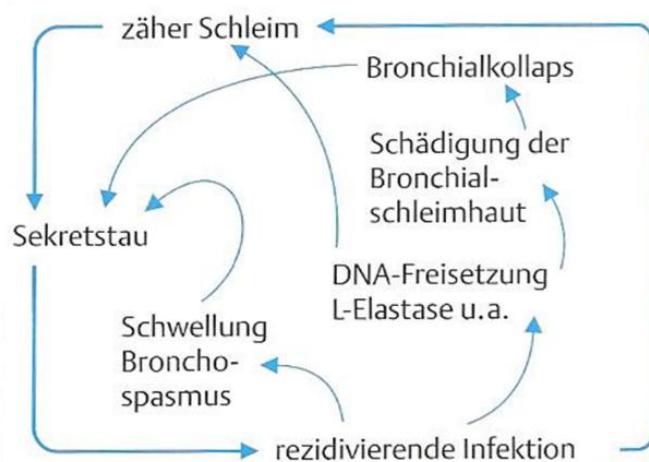 zäher Schleim
Bronchialkollaps
Schädigung der
Bronchial-
schleimhaut
Sekretstau
DNA-Freisetzung
L-Elastase u.a.
Schwellung
Broncho-
spasmus
rezidivierende Infektion